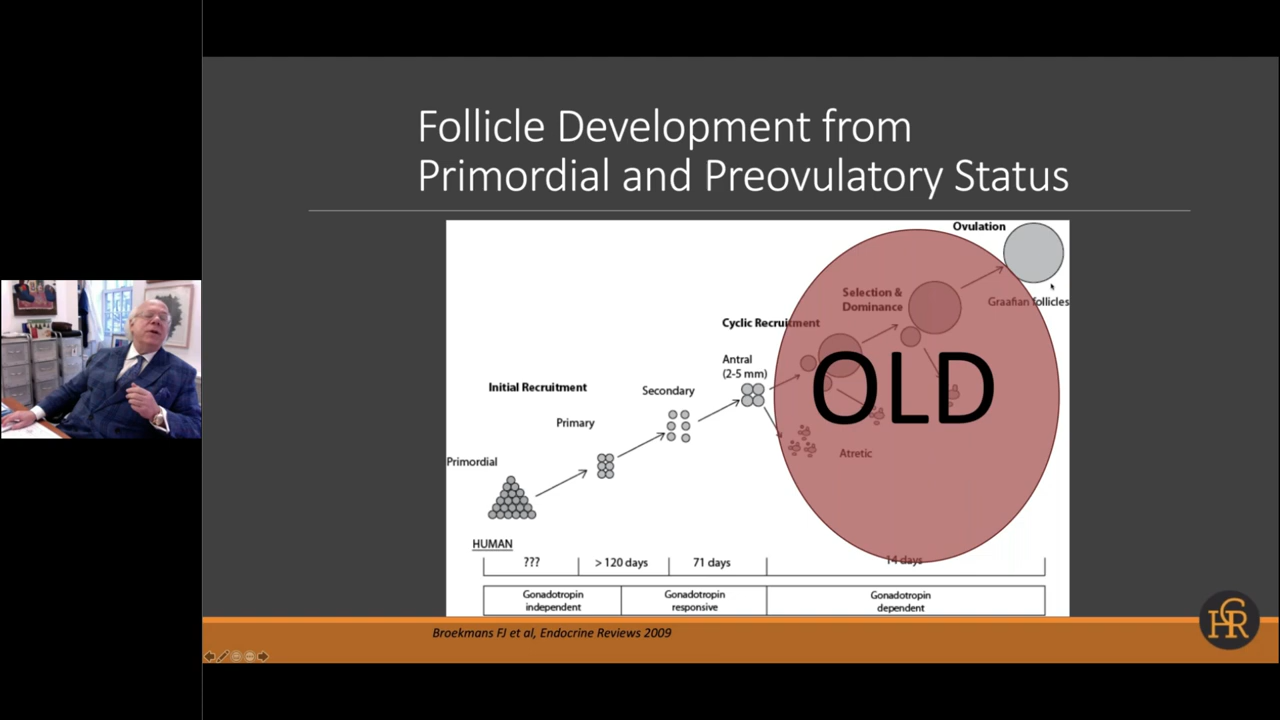 Follicle Development from
Primordial and Preovulatory Status
Ovulation
Graafian follicles
Selection &
Dominance
Cyclic Recruitment
Antral
(2-5 mm)
OLD
Initial Recruitment
Secondary
Primary
Atretic
Primordial
HUMAN
??? > 120 days 71 days 14 days
Gonadotropin
independent
Gonadotropin
responsive
Gonadotropin
dependent
Broekmans FJ et al, Endocrine Reviews 2009
CHR